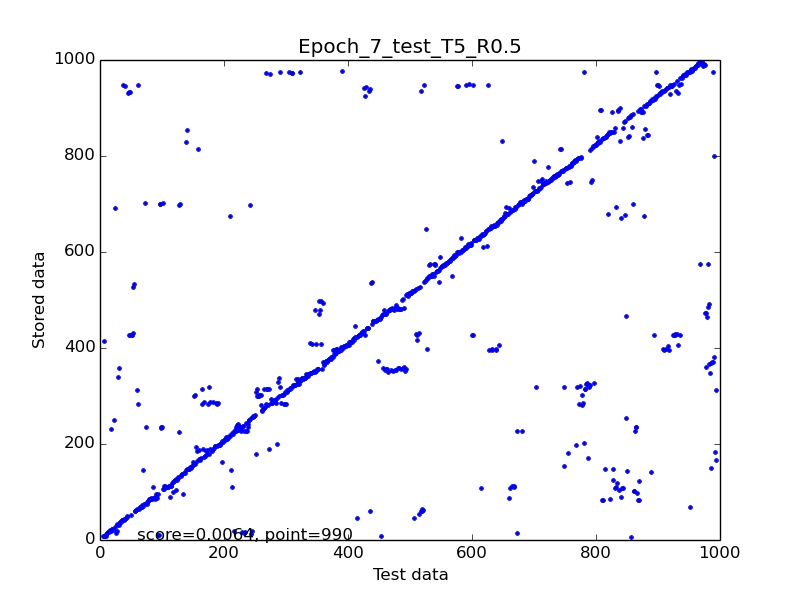 Epoch_7_test_T5_R0.5
1000
800
600
400
200
0
Stored data
score=0.0064, point=990
0 200 400 600 800 1000
Test data